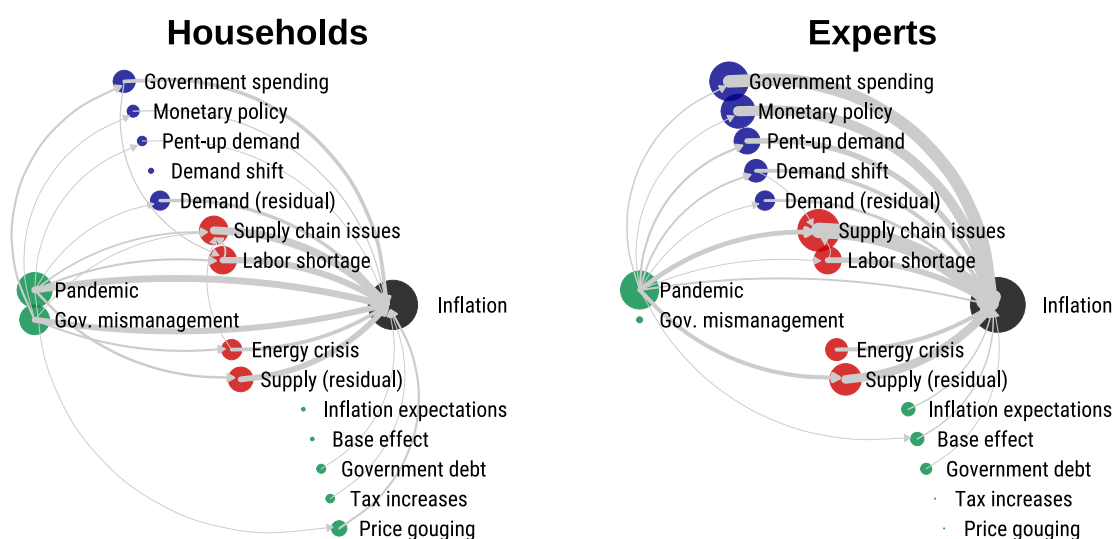 Households
Government spending
Monetary policy
Pent-up demand
Demand shift
Demand (residual)
Supply chain issues
Labor shortage
Pandemic
Inflation
Gov. mismanagement
Energy crisis
Supply (residual)
Inflation expectations
Base effect
Government debt
Tax increases
Price gouging
Experts
Government spending
Monetary policy
Pent-up demand
Demand shift
Demand (residual)
Supply chain issues
Labor shortage
Pandemic
Inflation
Gov. mismanagement
Energy crisis
Supply (residual)
Inflation expectations
Base effect
Government debt
Tax increases
Price gouging